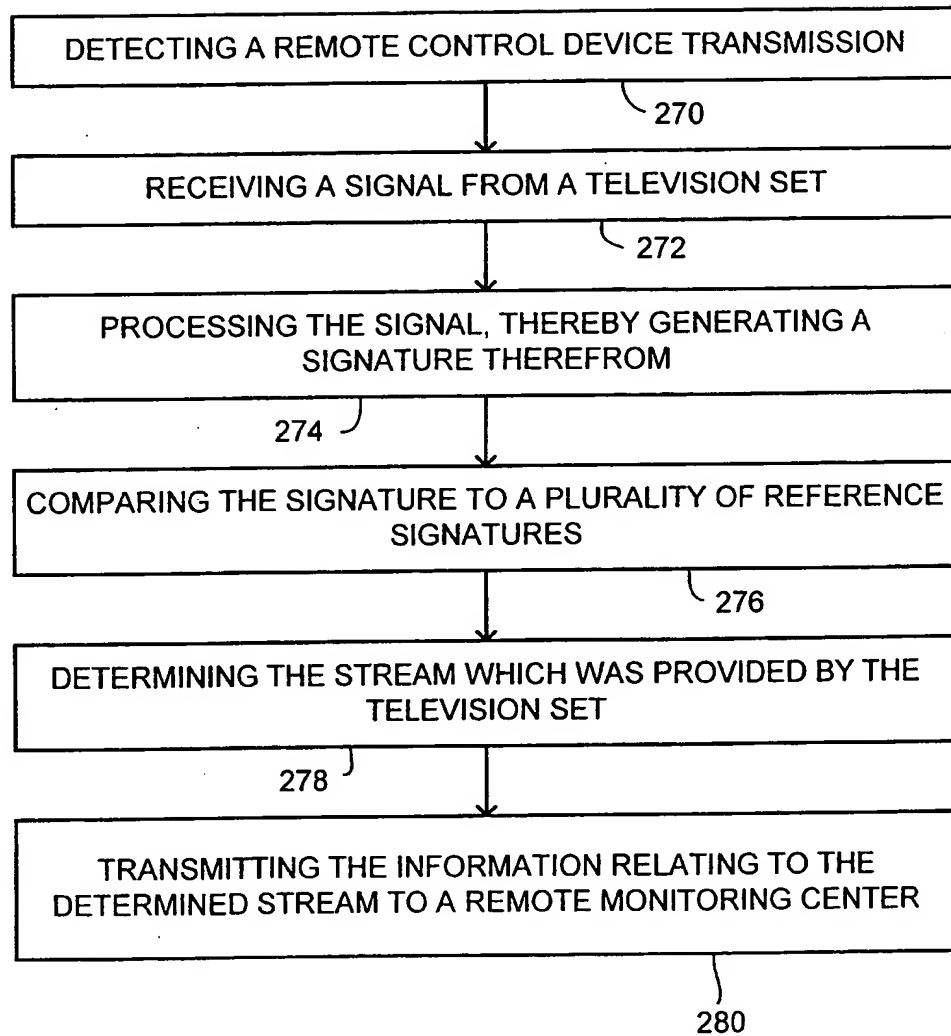 DETECTING A REMOTE CONTROL DEVICE TRANSMISSION
270
RECEIVING A SIGNAL FROM A TELEVISION SET
272
PROCESSING THE SIGNAL, THEREBY GENERATING A
SIGNATURE THEREFROM
274
COMPARING THE SIGNATURE TO A PLURALITY OF REFERENCE
SIGNATURES
276
DETERMINING THE STREAM WHICH WAS PROVIDED BY THE
TELEVISION SET
278
TRANSMITTING THE INFORMATION RELATING TO THE
DETERMINED STREAM TO A REMOTE MONITORING CENTER
280